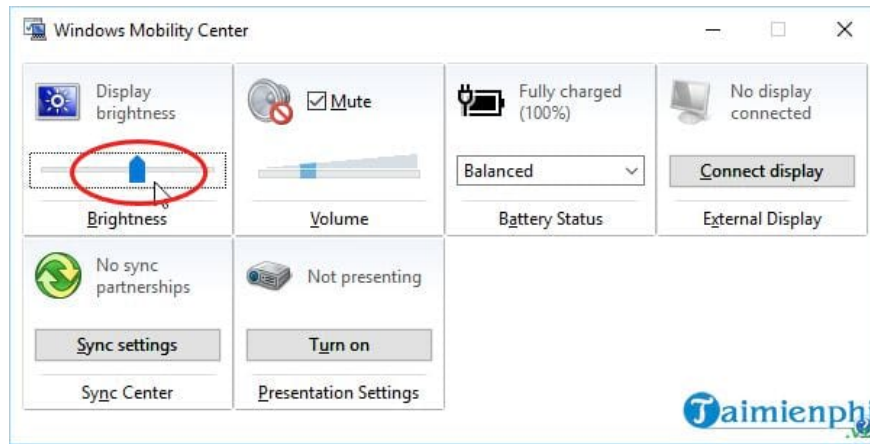 Windows Mobility Center
Display
brightness
Brightness
Mute
Volume
Fully charged
(100%)
Balanced
Battery Status
No display
connected
Connect display
External Display
No sync
partnerships
Sync settings
Sync Center
Not presenting
Turn on
Presentation Settings
Taimienphi
.vn